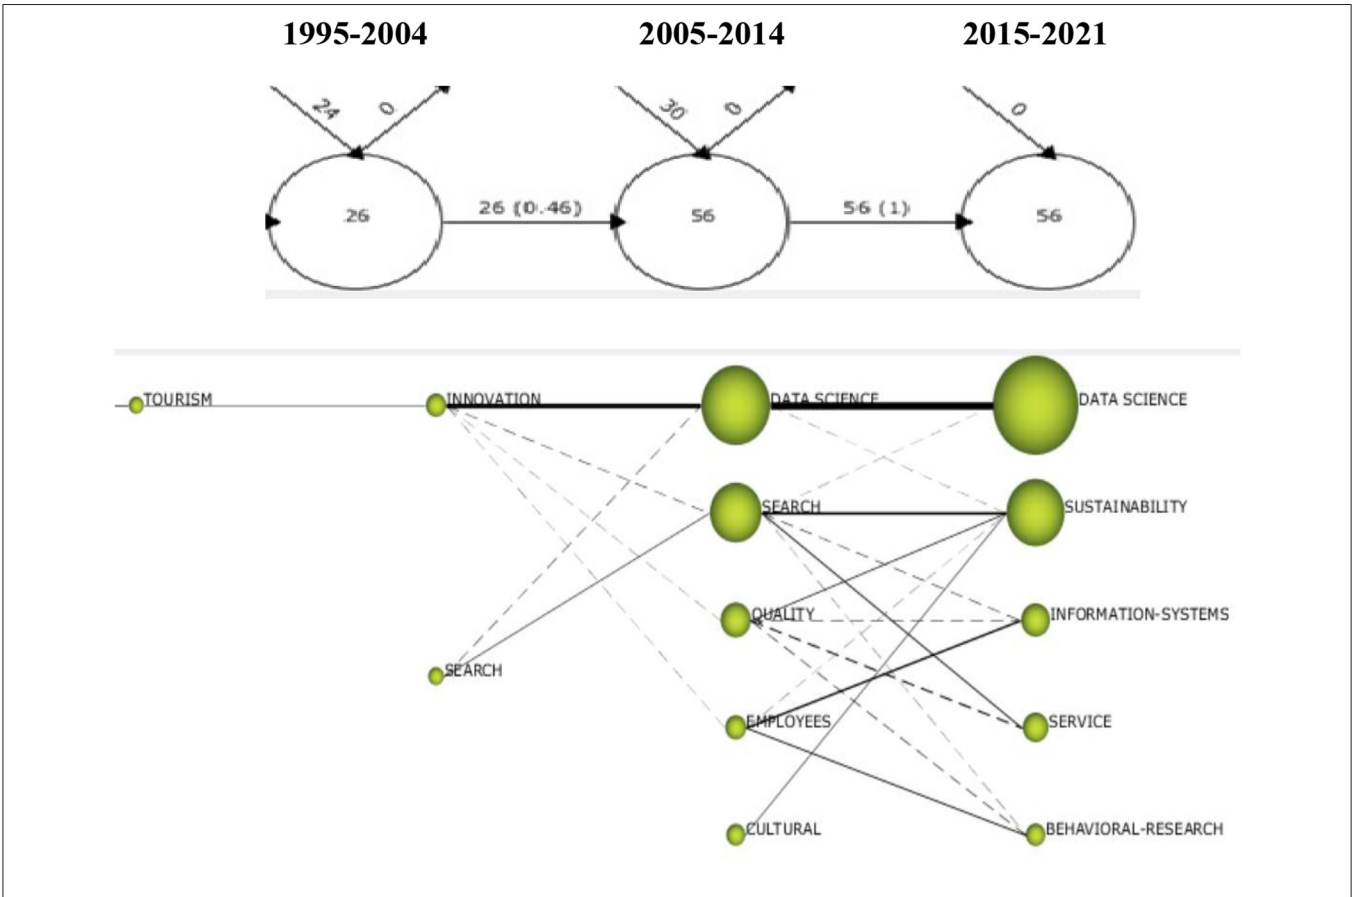 1995-2004 2005-2014 2015-2021
24 0 30 0 0
26 26 (0.46) 56 56 (1) 56
TOURISM INNOVATION DATA SCIENCE DATA SCIENCE
SEARCH SUSTAINABILITY
QUALITY INFORMATION-SYSTEMS
SEARCH
EMPLOYEES SERVICE
CULTURAL BEHAVIORAL-RESEARCH